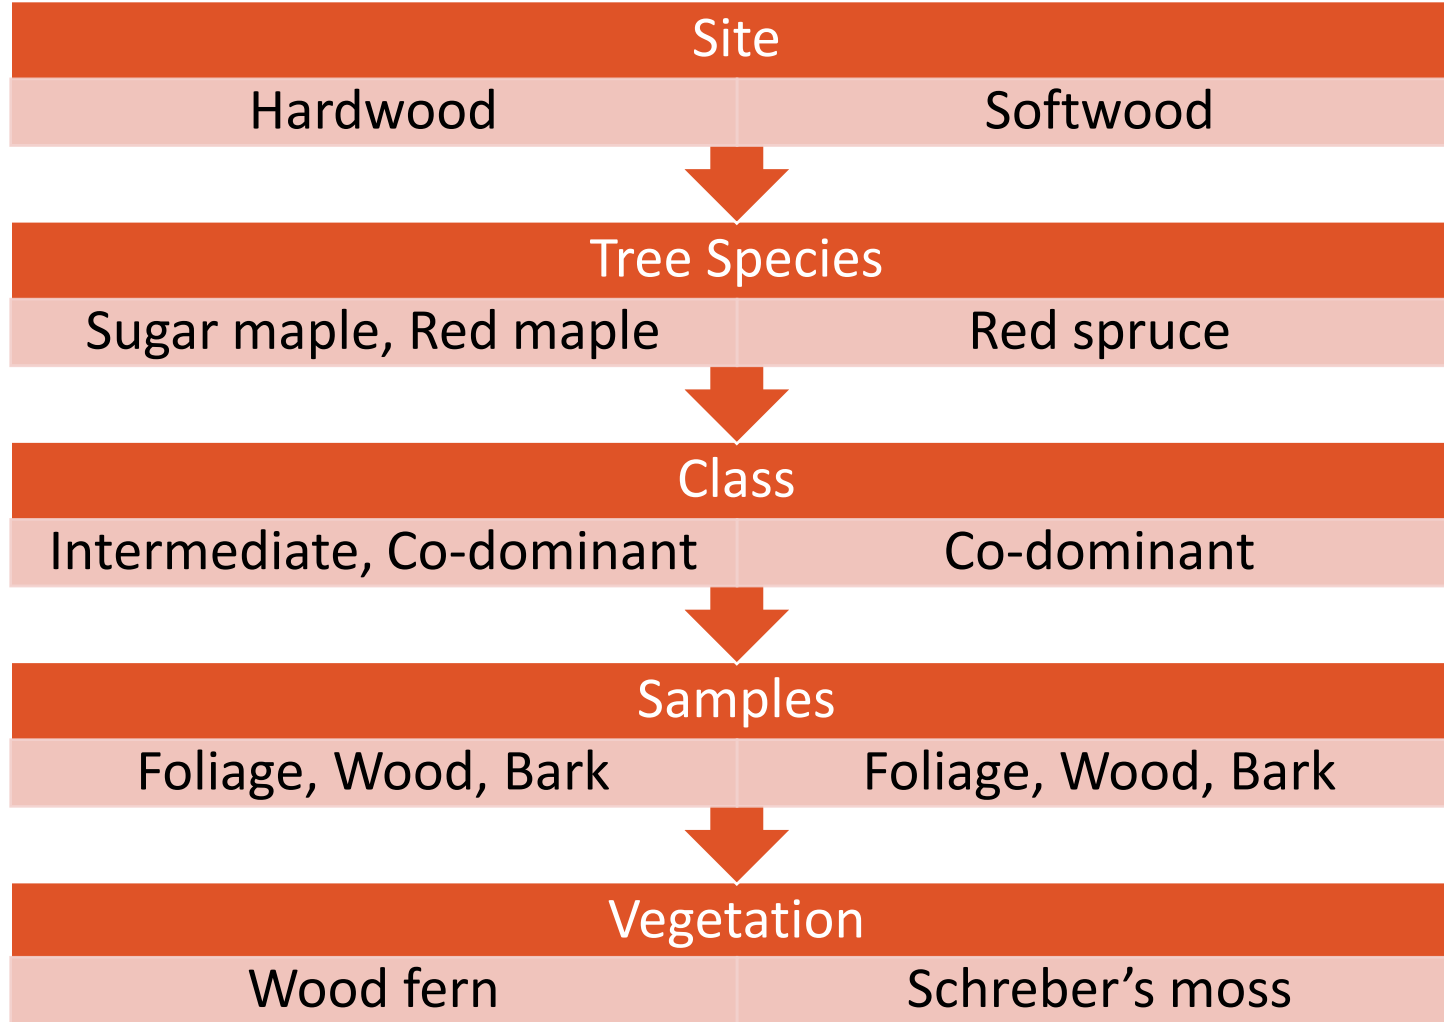 Site
Hardwood
Softwood
Tree Species
Sugar maple, Red maple
Red spruce
Class
Intermediate, Co-dominant
Co-dominant
Samples
Foliage, Wood, Bark
Foliage, Wood, Bark
Vegetation
Wood fern
Schreber’s moss